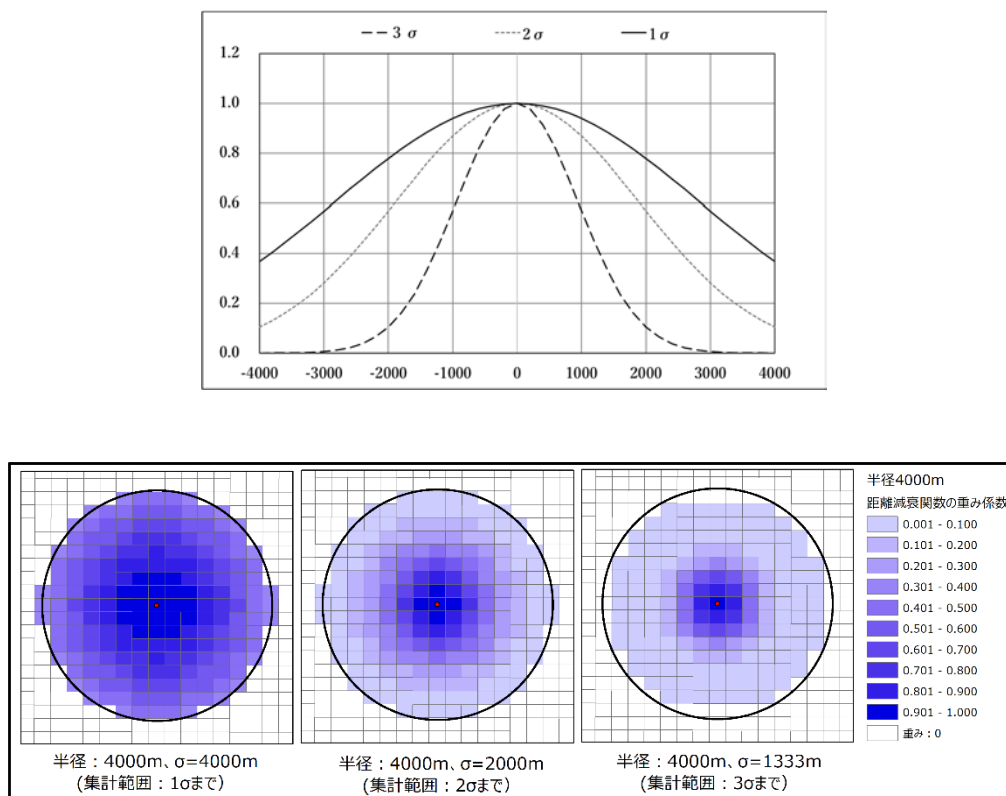 3 σ 2 σ 1 σ
1.2
1.0
0.8
0.6
0.4
0.2
0.0
-4000 -3000 -2000 -1000 0 1000 2000 3000 4000
半径4000m
距離減衰関数の重み係数
0.001 - 0.100
0.101 - 0.200
0.201 - 0.300
0.301 - 0.400
0.401 - 0.500
0.501 - 0.600
0.601 - 0.700
0.701 - 0.800
0.801 - 0.900
0.901 - 1.000
重み：0
半径：4000m、σ=4000m
(集計範囲：1σまで)
半径：4000m、σ=2000m
(集計範囲：2σまで)
半径：4000m、σ=1333m
(集計範囲：3σまで)